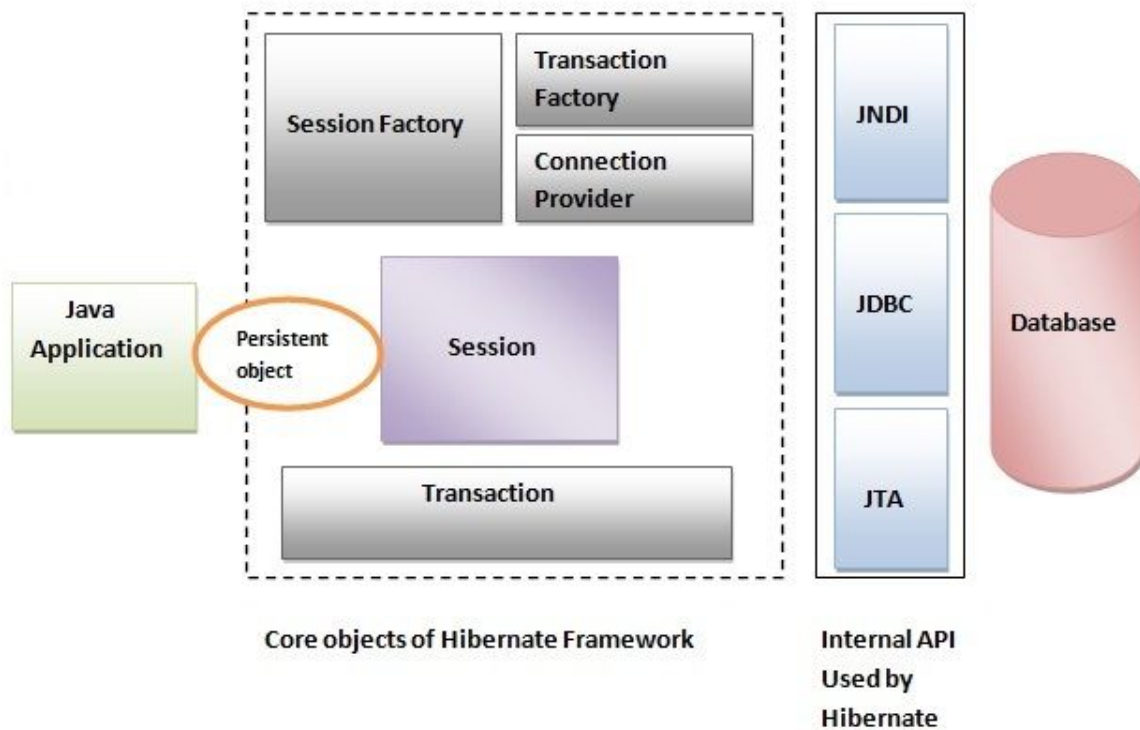 Session Factory
Transaction
Factory
Connection
Provider
Java
Application
Persistent
object
Session
Transaction
JNDI
JDBC
JTA
Database
Core objects of Hibernate Framework
Internal API
Used by
Hibernate